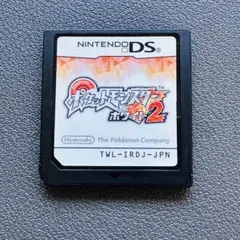 NINTENDO DS
ポケットモンスター
ホワイト2
TM
Nintendo
The Pokémon Company
TWL-IRDJ-JPN